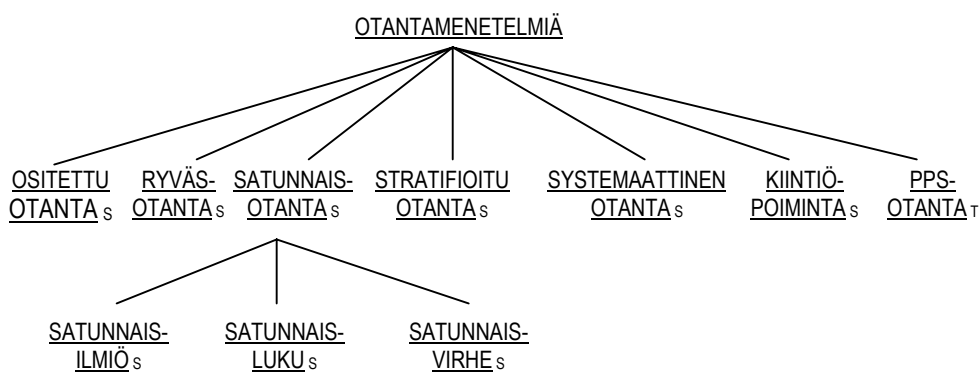 OTANTAMENETELMIÄ
OSITETTU RYVÄS- SATUNNAIS- STRATIFIOITU SYSTEMAATTINEN KIINTIÖ- PPS-
OTANTA S OTANTA S OTANTA S OTANTA S OTANTA S POIMINTA S OTANTA T
SATUNNAIS- SATUNNAIS- SATUNNAIS-
ILMIÖ S LUKU S VIRHE S